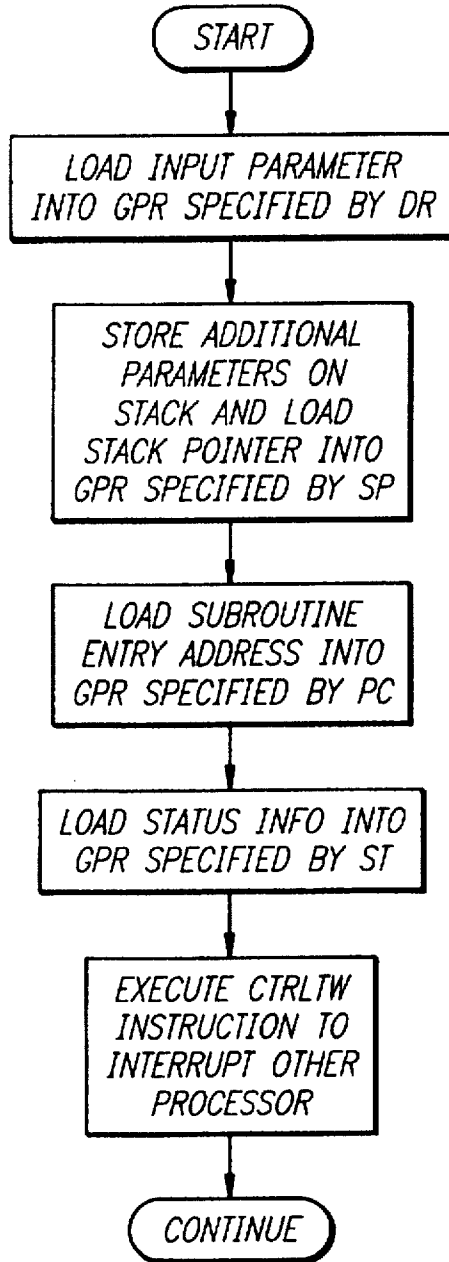 START
LOAD INPUT PARAMETER
INTO GPR SPECIFIED BY DR
STORE ADDITIONAL
PARAMETERS ON
STACK AND LOAD
STACK POINTER INTO
GPR SPECIFIED BY SP
LOAD SUBROUTINE
ENTRY ADDRESS INTO
GPR SPECIFIED BY PC
LOAD STATUS INFO INTO
GPR SPECIFIED BY ST
EXECUTE CTRLTW
INSTRUCTION TO
INTERRUPT OTHER
PROCESSOR
CONTINUE